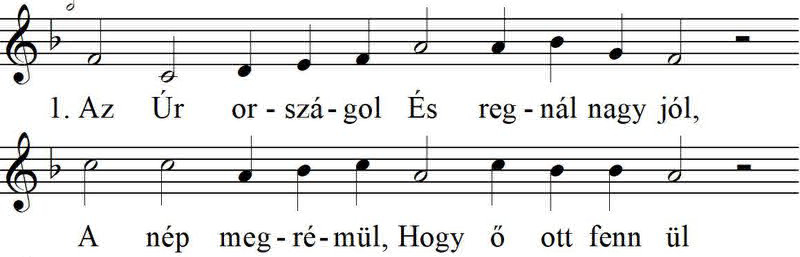 1. Az Úr or - szá - gol És reg - nál nagy jól,
A nép meg - ré - mül, Hogy ő ott fenn ül